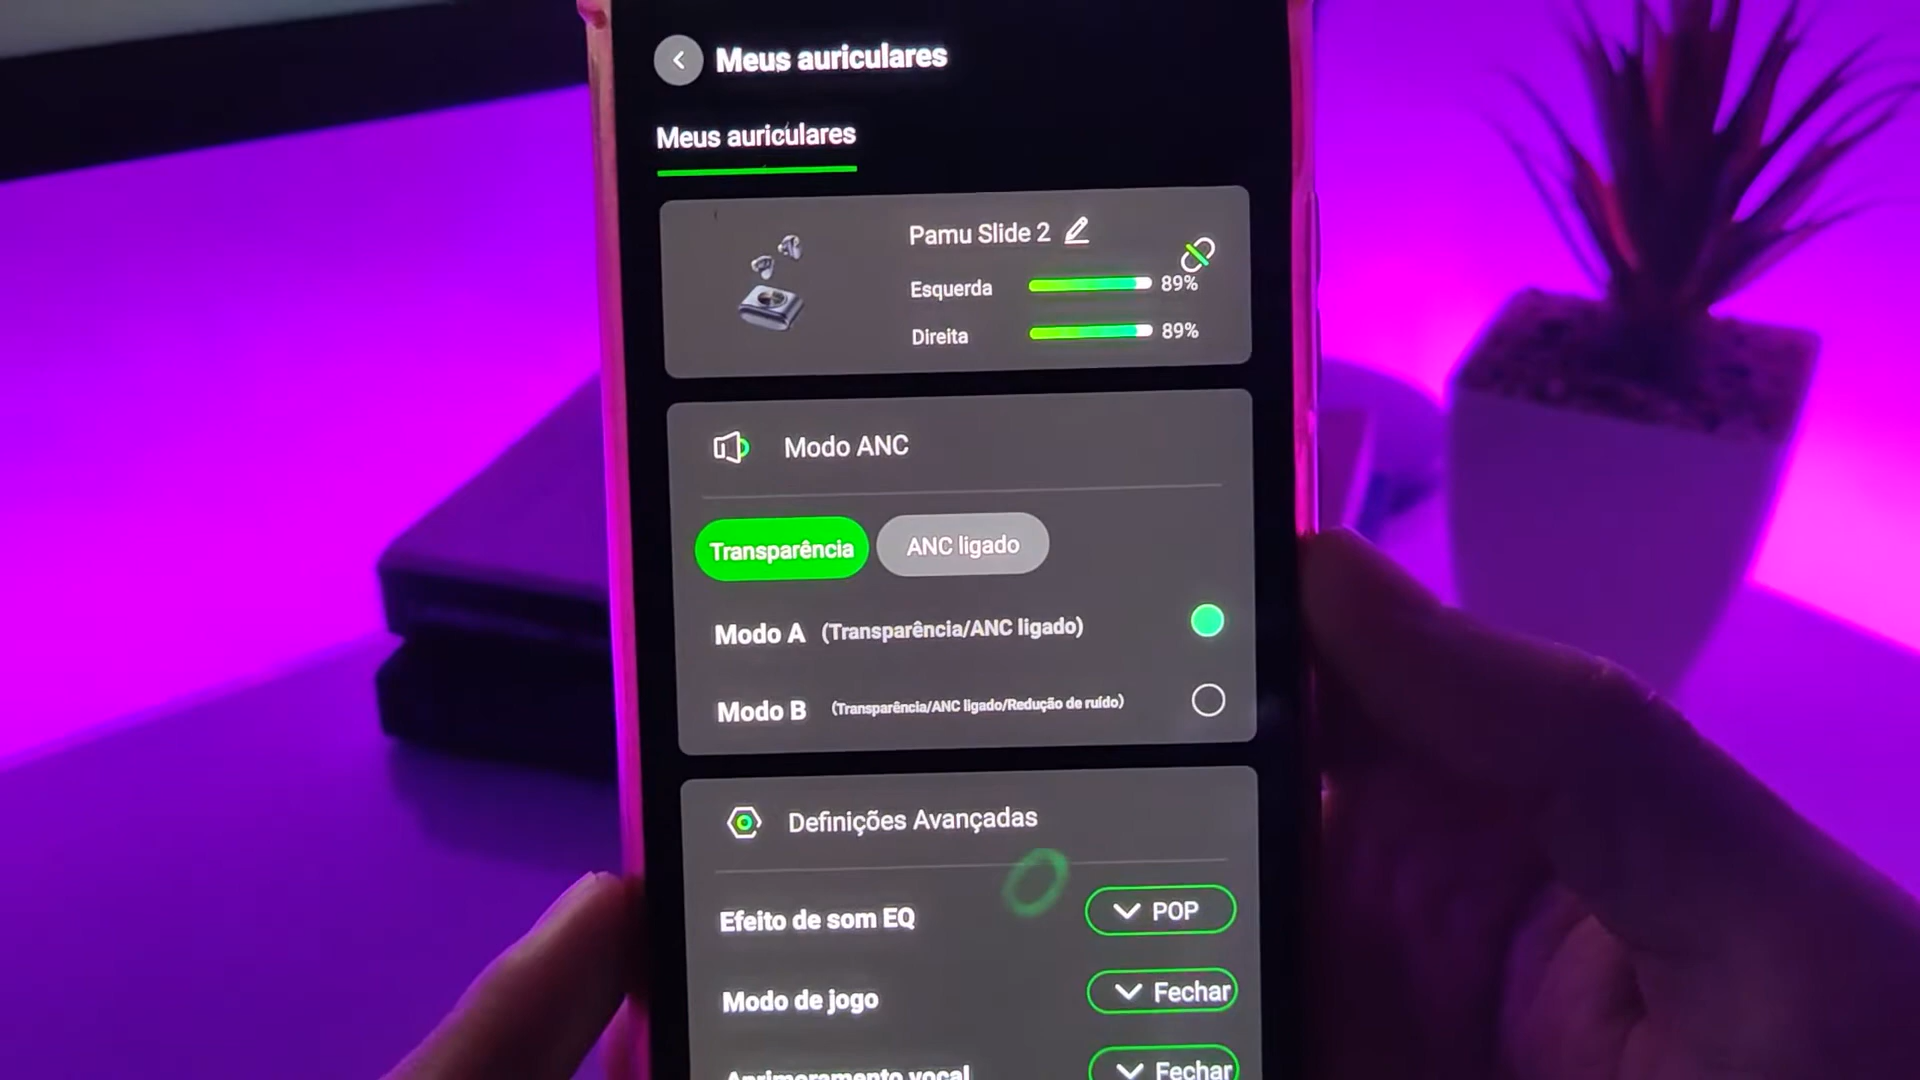 Meus auriculares
Meus auriculares
Pamu Slide 2
Esquerda 89%
Direita 89%
Modo ANC
Transparência ANC ligado
Modo A (Transparência/ANC ligado)
Modo B (Transparência/ANC ligado/Redução de ruído)
Definições Avançadas
Efeito de som EQ POP
Modo de jogo Fechar
Aprimoramento vocal Fechar